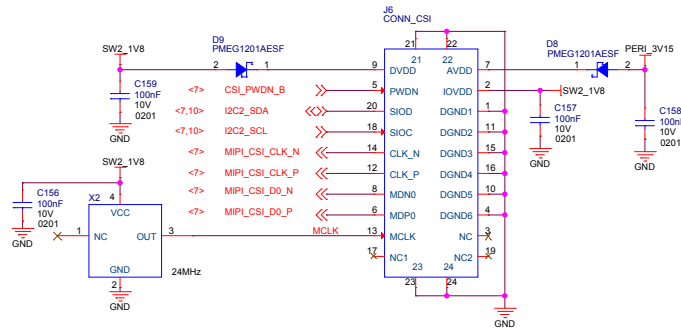 J6
CONN_CSI
D9
PMEG1201AESF
D8
PMEG1201AESF
SW2_1V8
PERI_3V15
21
22
21
22
2
1
9
DVDD
AVDD
7
1
2
C159
100nF
10V
0201
GND
<7>
CSI_PWDN_B
5
PWDN
IOVDD
2
SW2_1V8
<7,10>
I2C2_SDA
20
SIOD
DGND1
1
C157
100nF
10V
0201
GND
C158
100nF
10V
0201
GND
<7,10>
I2C2_SCL
18
SIOC
DGND2
11
<7>
MIPI_CSI_CLK_N
14
CLK_N
DGND3
15
<7>
MIPI_CSI_CLK_P
12
CLK_P
DGND4
16
<7>
MIPI_CSI_D0_N
8
MDN0
DGND5
10
<7>
MIPI_CSI_D0_P
6
MDP0
DGND6
4
SW2_1V8
C156
100nF
10V
0201
GND
X2
4
VCC
1
NC
OUT
3
MCLK
13
MCLK
NC
3
17
NC1
NC2
19
GND
2
24MHz
GND
23
24
23
24
GND